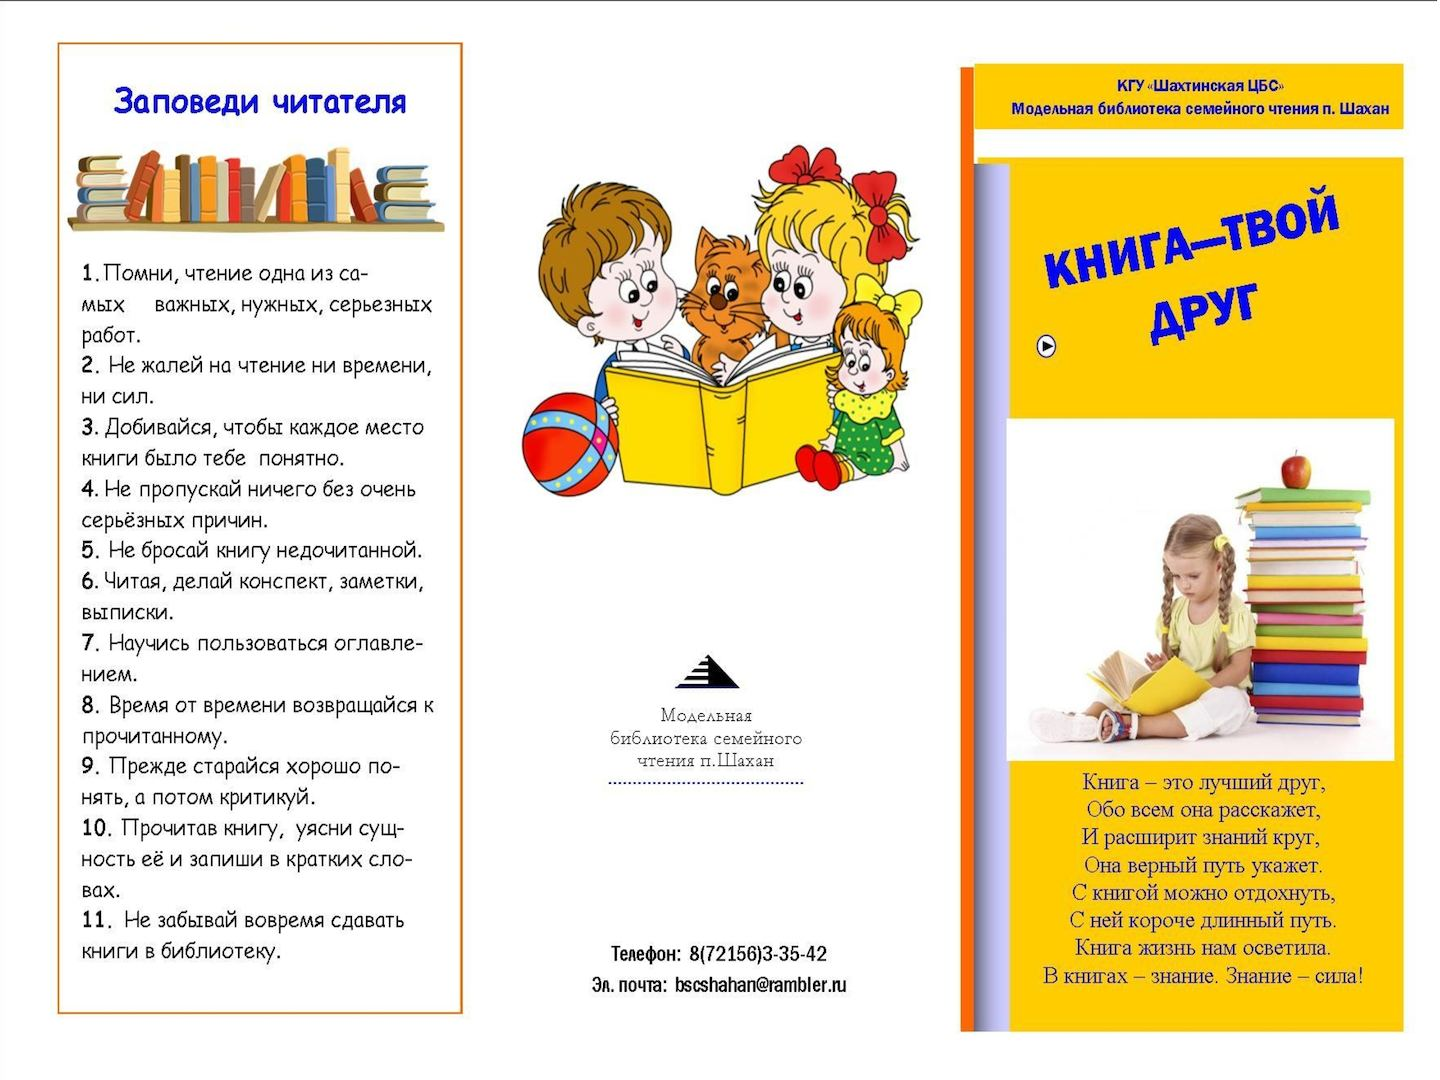 Заповеди читателя
1. Помни, чтение одна из са-
мых важных, нужных, серьезных
работ.
2. Не жалей на чтение ни времени,
ни сил.
3. Добивайся, чтобы каждое место
книги было тебе понятно.
4. Не пропускай ничего без очень
серьёзных причин.
5. Не бросай книгу недочитанной.
6. Читая, делай конспект, заметки,
выписки.
7. Научись пользоваться оглавле-
нием.
8. Время от времени возвращайся к
прочитанному.
9. Прежде старайся хорошо по-
нять, а потом критикуй.
10. Прочитав книгу, уясни сущ-
ность её и запиши в кратких сло-
вах.
11. Не забывай вовремя сдавать
книги в библиотеку.
Модельная
библиотека семейного
чтения п.Шахан
Телефон: 8(72156)3-35-42
Эл. почта: bscshahan@rambler.ru
КГУ «Шахтинская ЦБС»
Модельная библиотека семейного чтения п. Шахан
КНИГА—ТВОЙ
ДРУГ
Книга – это лучший друг,
Обо всем она расскажет,
И расширит знаний круг,
Она верный путь укажет.
С книгой можно отдохнуть,
С ней короче длинный путь.
Книга жизнь нам осветила.
В книгах – знание. Знание – сила!